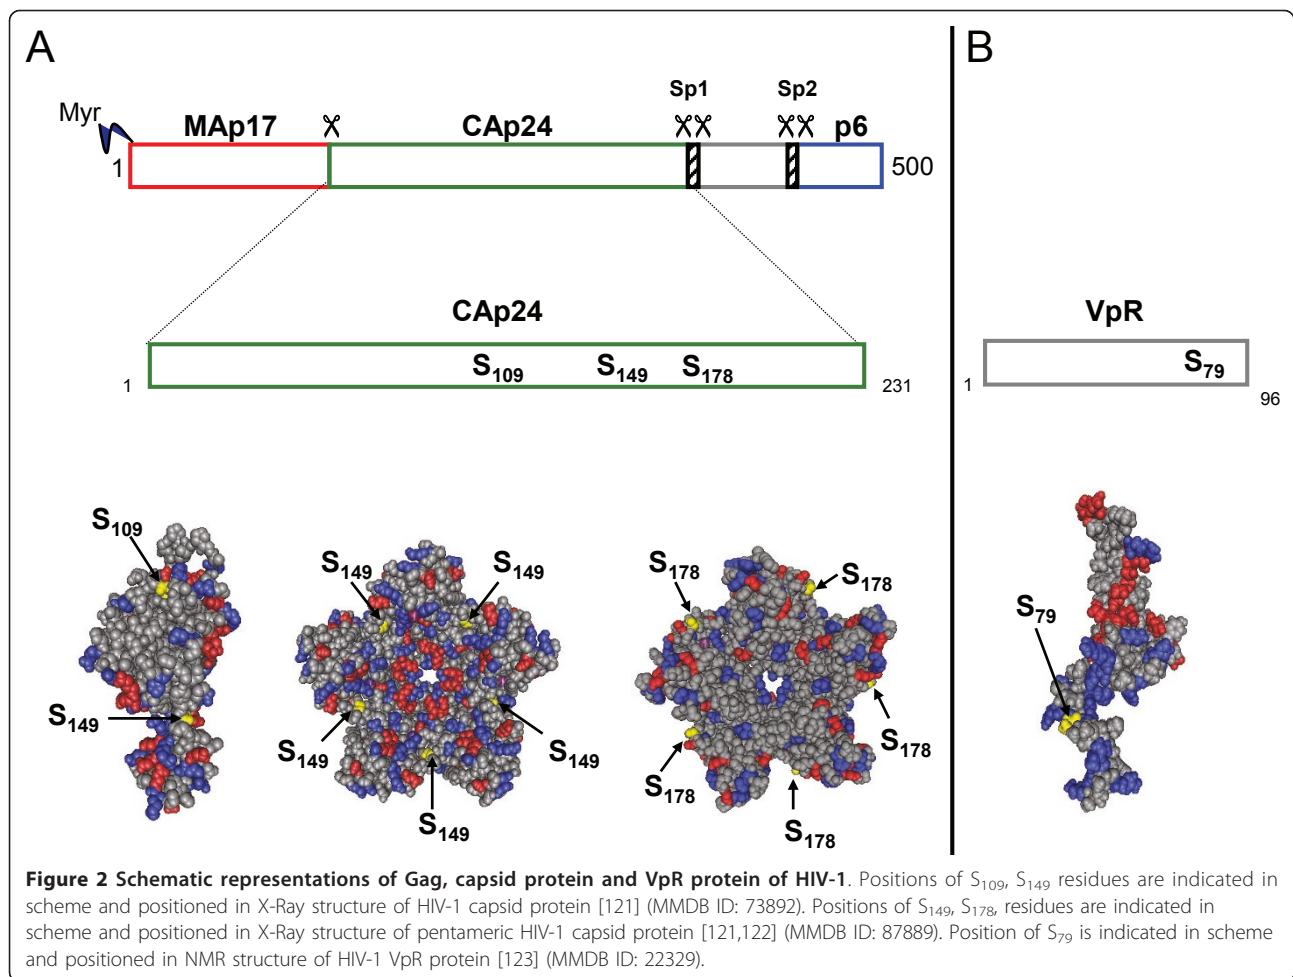 A
B
Sp1 Sp2
Myr MAp17 CAp24 p6
1 500
CAp24
S109 S149 S178
1 231
VpR
S79
1 96
S109
S149
S149 S149
S149 S149
S149
S178 S178
S178 S178
S178
S79
Figure 2 Schematic representations of Gag, capsid protein and VpR protein of HIV-1. Positions of S109, S149 residues are indicated in
scheme and positioned in X-Ray structure of HIV-1 capsid protein [121] (MMDB ID: 73892). Positions of S149, S178, residues are indicated in
scheme and positioned in X-Ray structure of pentameric HIV-1 capsid protein [121,122] (MMDB ID: 87889). Position of S79 is indicated in scheme
and positioned in NMR structure of HIV-1 VpR protein [123] (MMDB ID: 22329).